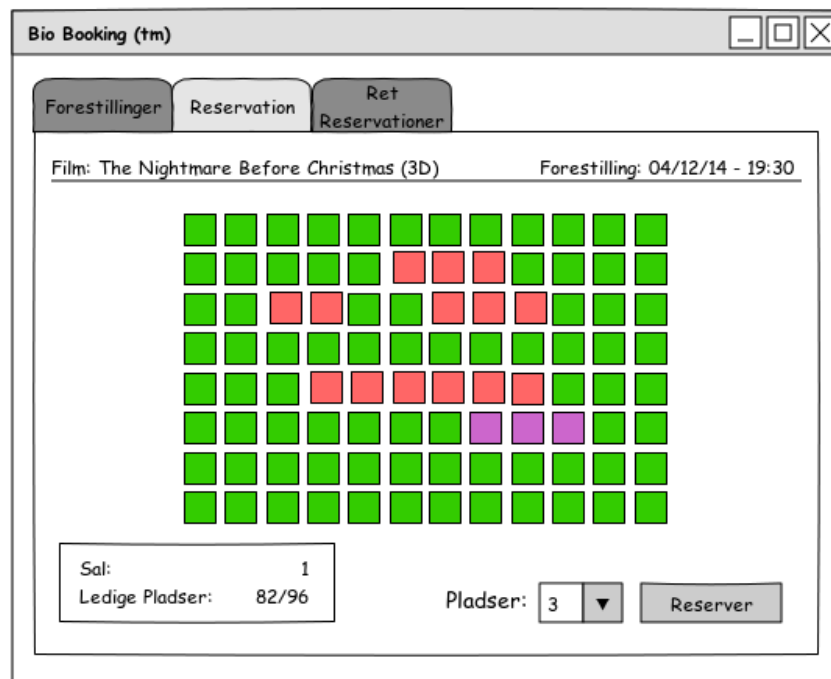 Bio Booking (tm)
Forestillinger
Reservation
Ret
Reservationer
Film: The Nightmare Before Christmas (3D) Forestilling: 04/12/14 - 19:30
Sal: 1
Ledige Pladser: 82/96
Pladser: 3 Reserver